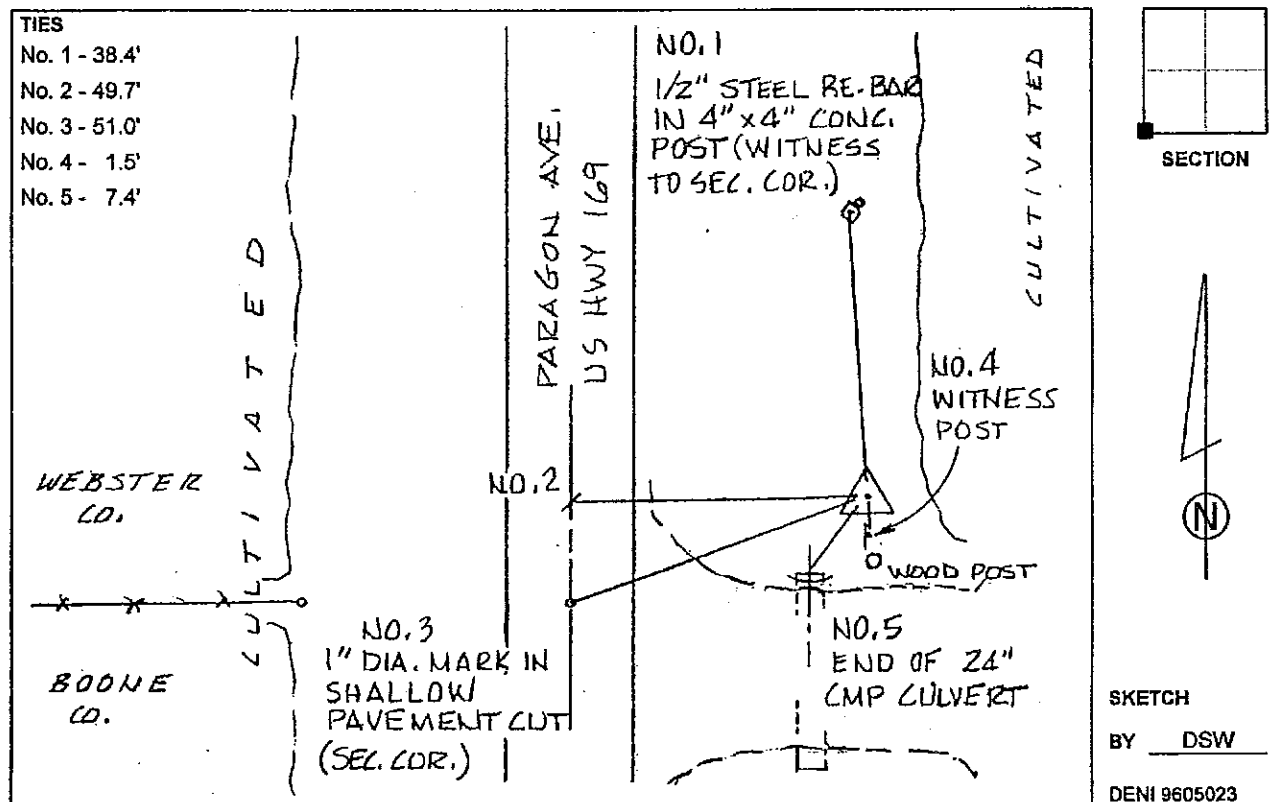 TIES
No. 1 - 38.4'
No. 2 - 49.7'
No. 3 - 51.0'
No. 4 - 1.5'
No. 5 - 7.4'
CULTIVATED
PARAGON AVE.
US HWY 169
NO.1
1/2" STEEL RE-BAR
IN 4" x 4" CONC.
POST (WITNESS
TO SEC. COR.)
CULTIVATED
NO.4
WITNESS
POST
NO.2
WEBSTER
CO.
WOOD POST
BOONE
CO.
NO.3
1" DIA. MARK IN
SHALLOW
PAVEMENT CUT
(SEC. COR.)
NO.5
END OF 24"
CMP CULVERT
SECTION
N
SKETCH
BY DSW
DENI 9605023